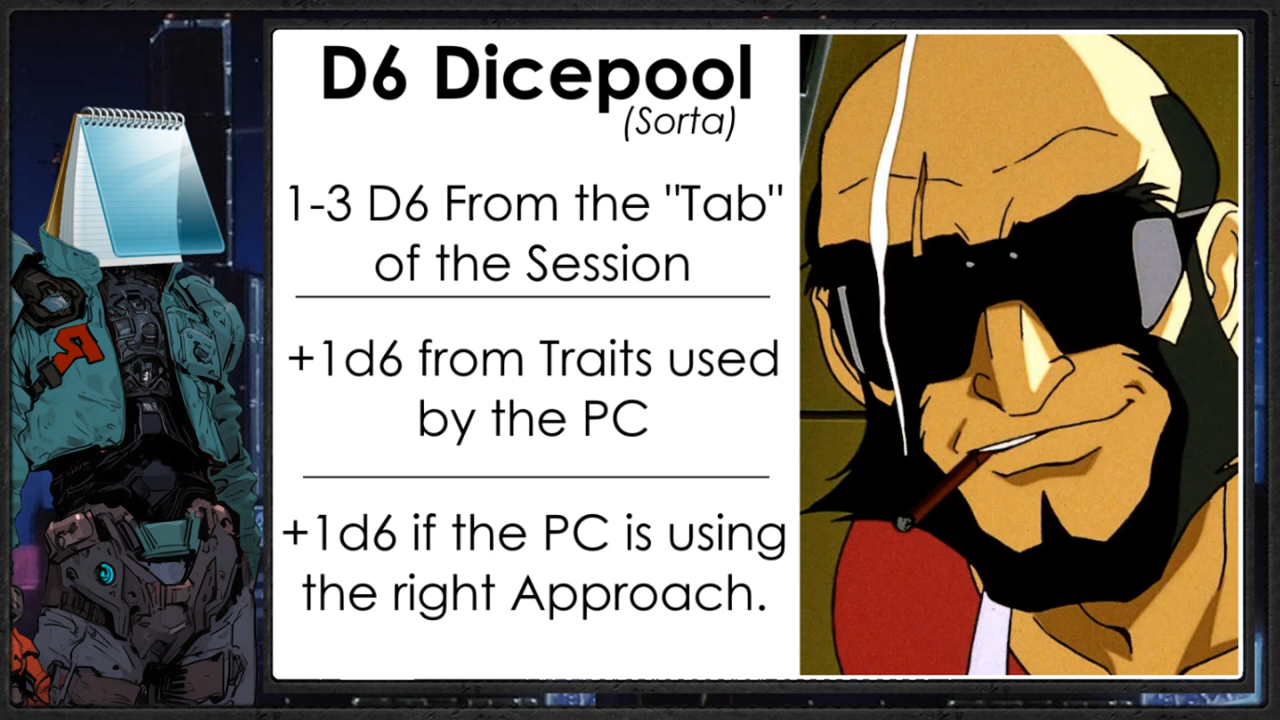 D6 Dicepool
(Sorta)
1-3 D6 From the "Tab"
of the Session
+1d6 from Traits used
by the PC
+1d6 if the PC is using
the right Approach.